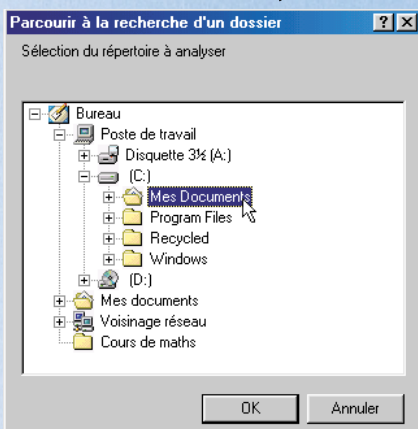 Parcourir à la recherche d'un dossier
Sélection du répertoire à analyser
Bureau
Poste de travail
Disquette 3½ (A:)
(C:)
Mes Documents
Program Files
Recycled
Windows
(D:)
Mes documents
Voisinage réseau
Cours de maths
OK Annuler